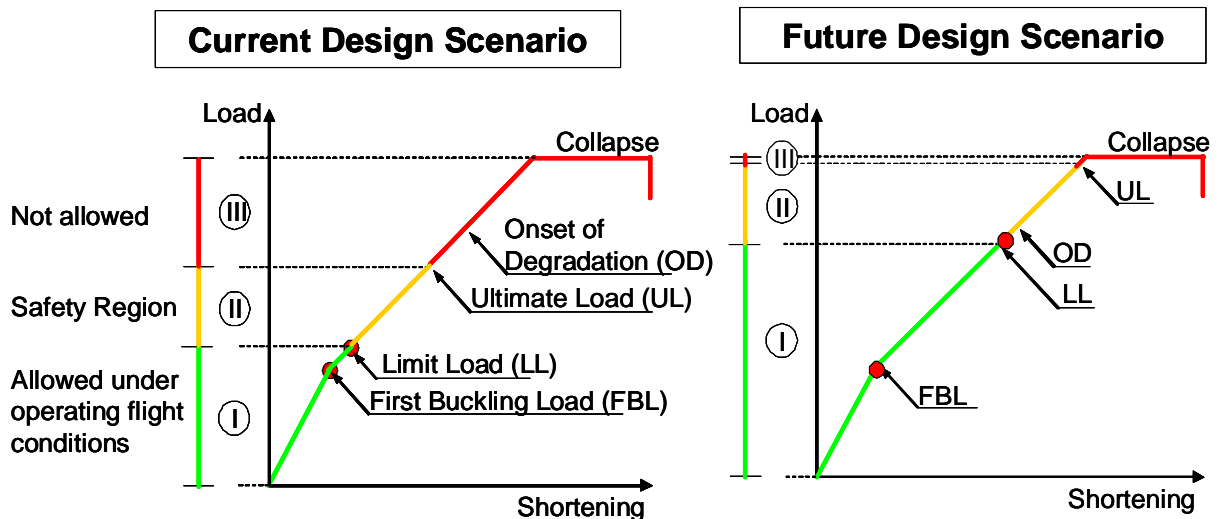 Current Design Scenario
Load
Collapse
Not allowed
III
Onset of
Degradation (OD)
Safety Region
II
Ultimate Load (UL)
Limit Load (LL)
Allowed under
operating flight
conditions
I
First Buckling Load (FBL)
Shortening
Future Design Scenario
Load
Collapse
III
UL
II
OD
LL
I
FBL
Shortening